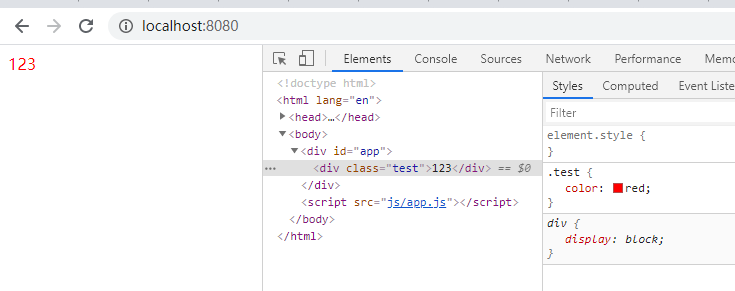 localhost:8080
123
Elements Console Sources Network Performance Memo
<!doctype html>
<html lang="en">
<head>…</head>
<body>
<div id="app">
<div class="test">123</div> == $0
</div>
<script src="js/app.js"></script>
</body>
</html>
Styles Computed Event Liste
Filter
element.style {
}
.test {
color: red;
}
div {
display: block;
}